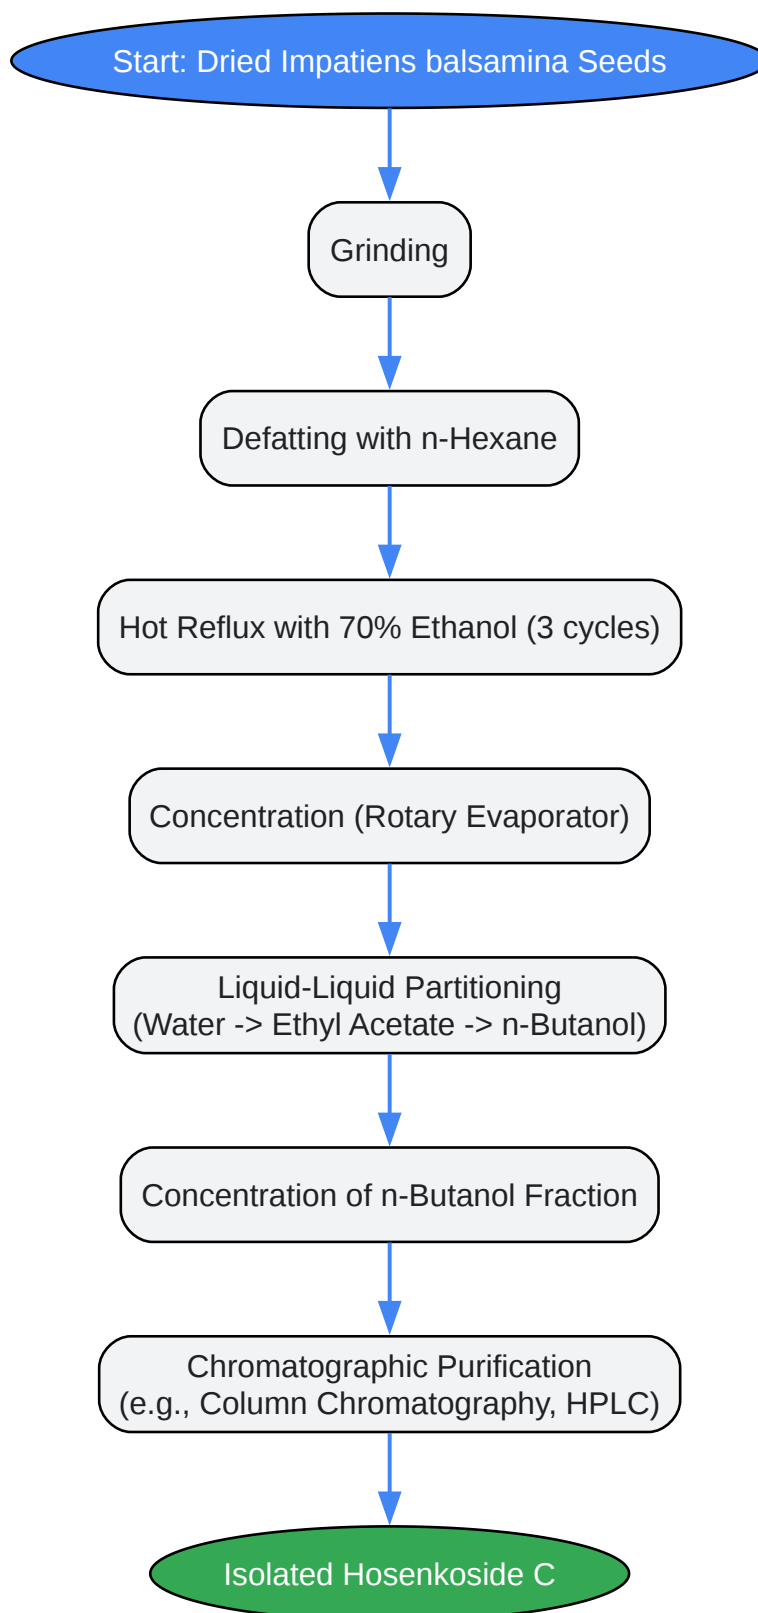 Start: Dried Impatiens balsamina Seeds
Grinding
Defatting with n-Hexane
Hot Reflux with 70% Ethanol (3 cycles)
Concentration (Rotary Evaporator)
Liquid-Liquid Partitioning
(Water -> Ethyl Acetate -> n-Butanol)
Concentration of n-Butanol Fraction
Chromatographic Purification
(e.g., Column Chromatography, HPLC)
Isolated Hosenkoside C